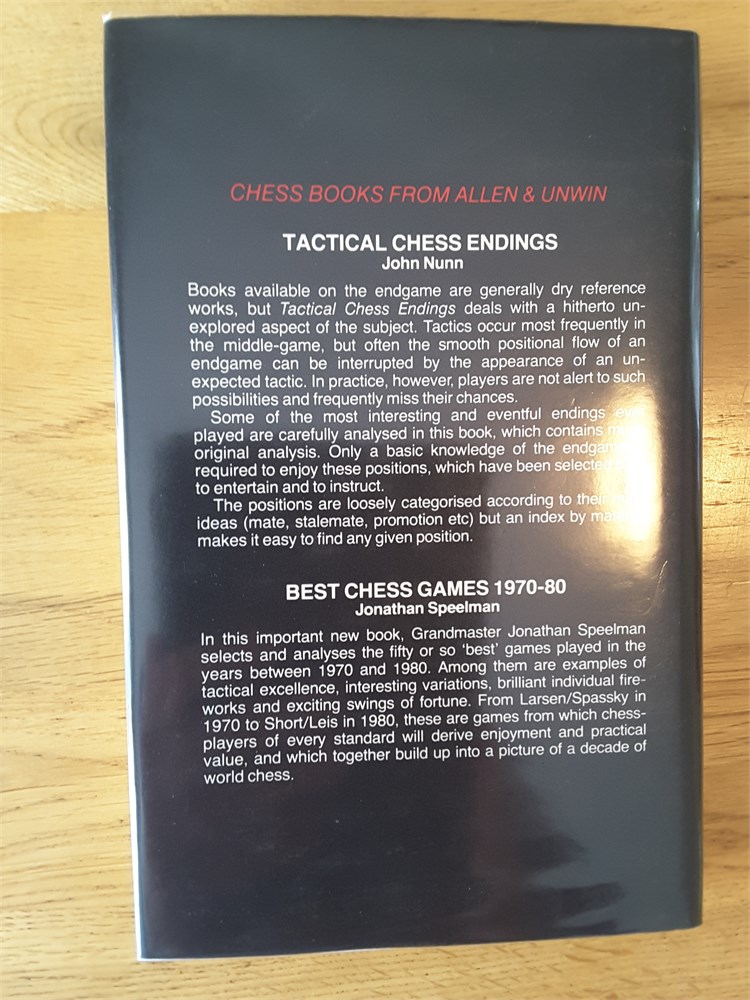 CHESS BOOKS FROM ALLEN & UNWIN
TACTICAL CHESS ENDINGS
John Nunn
Books available on the endgame are generally dry reference
works, but Tactical Chess Endings deals with a hitherto un-
explored aspect of the subject. Tactics occur most frequently in
the middle-game, but often the smooth positional flow of an
endgame can be interrupted by the appearance of an un-
expected tactic. In practice, however, players are not alert to such
possibilities and frequently miss their chances.
Some of the most interesting and eventful endings
played are carefully analysed in this book, which contains
original analysis. Only a basic knowledge of the
required to enjoy these positions, which have been
to entertain and to instruct.
The positions are loosely categorised according to their
ideas (mate, stalemate, promotion etc) but an index by
makes it easy to find any given position.
BEST CHESS GAMES 1970-80
Jonathan Speelman
In this important new book, Grandmaster Jonathan Speelman
selects and analyses the fifty or so 'best' games played in the
years between 1970 and 1980. Among them are examples of
tactical excellence, interesting variations, brilliant individual fire-
works and exciting swings of fortune. From Larsen/Spassky in
1970 to Short/Leis in 1980, these are games from which chess-
players of every standard will derive enjoyment and practical
value, and which together build up into a picture of a decade of
world chess.